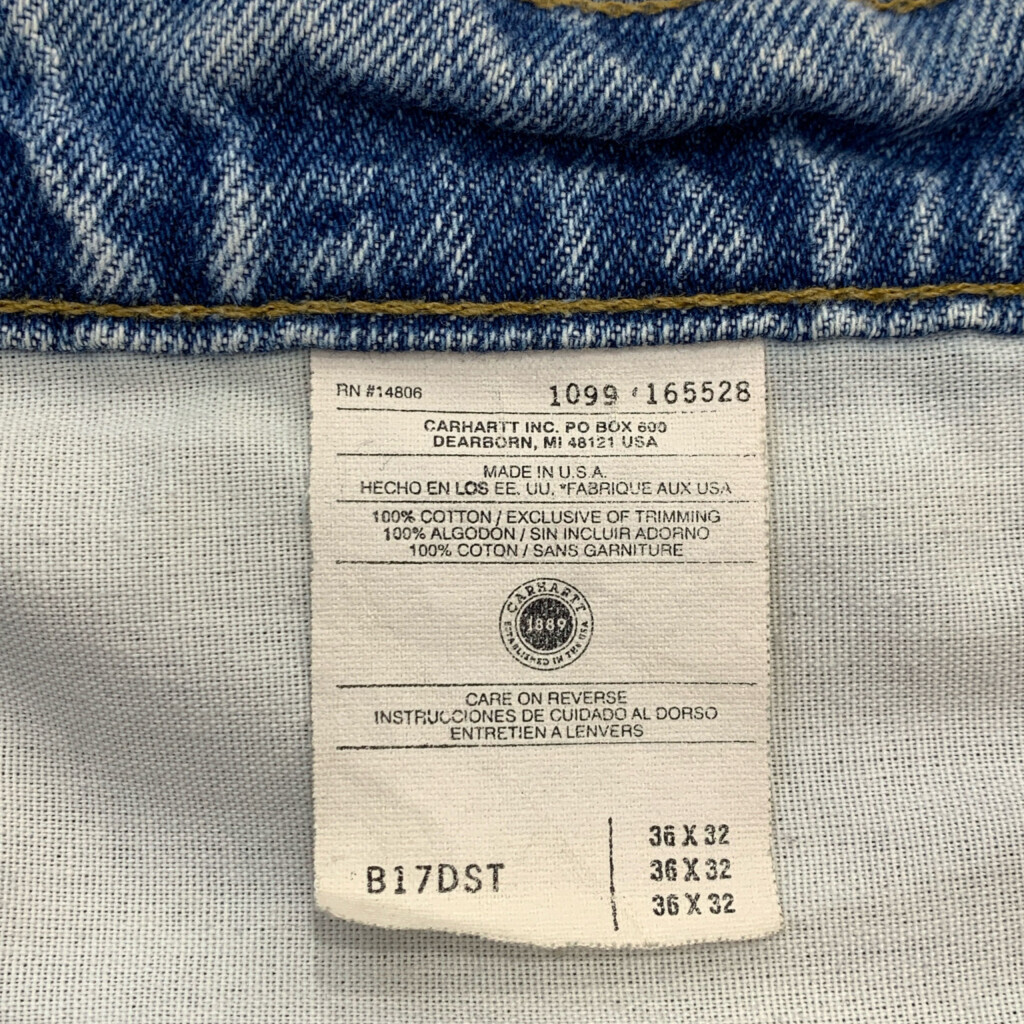 RN #14806 1099 165528
CARHARTT INC. PO BOX 600
DEARBORN, MI 48121 USA
MADE IN U.S.A.
HECHO EN LOS EE. UU. *FABRIQUE AUX USA
100% COTTON / EXCLUSIVE OF TRIMMING
100% ALGODON / SIN INCLUIR ADORNO
100% COTON / SANS GARNITURE
CARHARTT
1889
ESTABLISHED IN THE USA
CARE ON REVERSE
INSTRUCCIONES DE CUIDADO AL DORSO
ENTRETIEN A LENVERS
B17DST
36 X 32
36 X 32
36 X 32